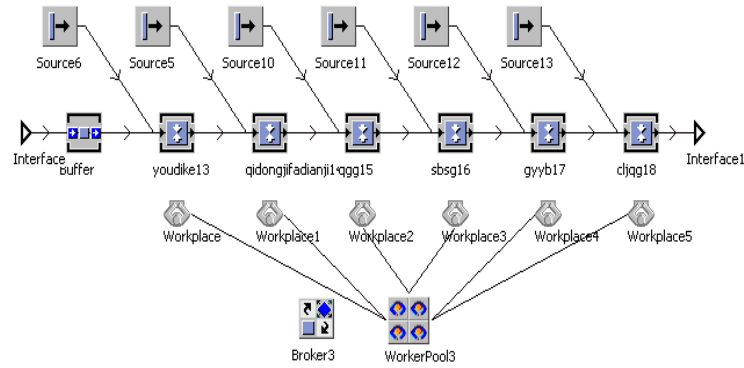 Source6 Source5 Source10 Source11 Source12 Source13
Interface Buffer youdike13 qidongjifadianji1 qgg15 sbsg16 gyyb17 cljqg18 Interface1
Workplace Workplace1 Workplace2 Workplace3 Workplace4 Workplace5
Broker3 WorkerPool3